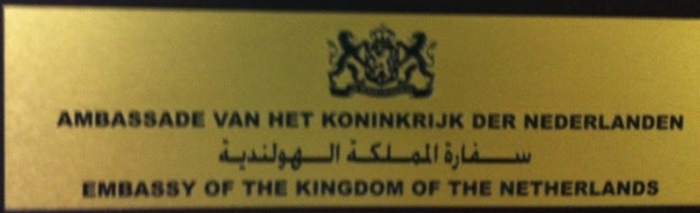 AMBASSADE VAN HET KONINKRIJK DER NEDERLANDEN
سفارة المملكة الهولندية
EMBASSY OF THE KINGDOM OF THE NETHERLANDS